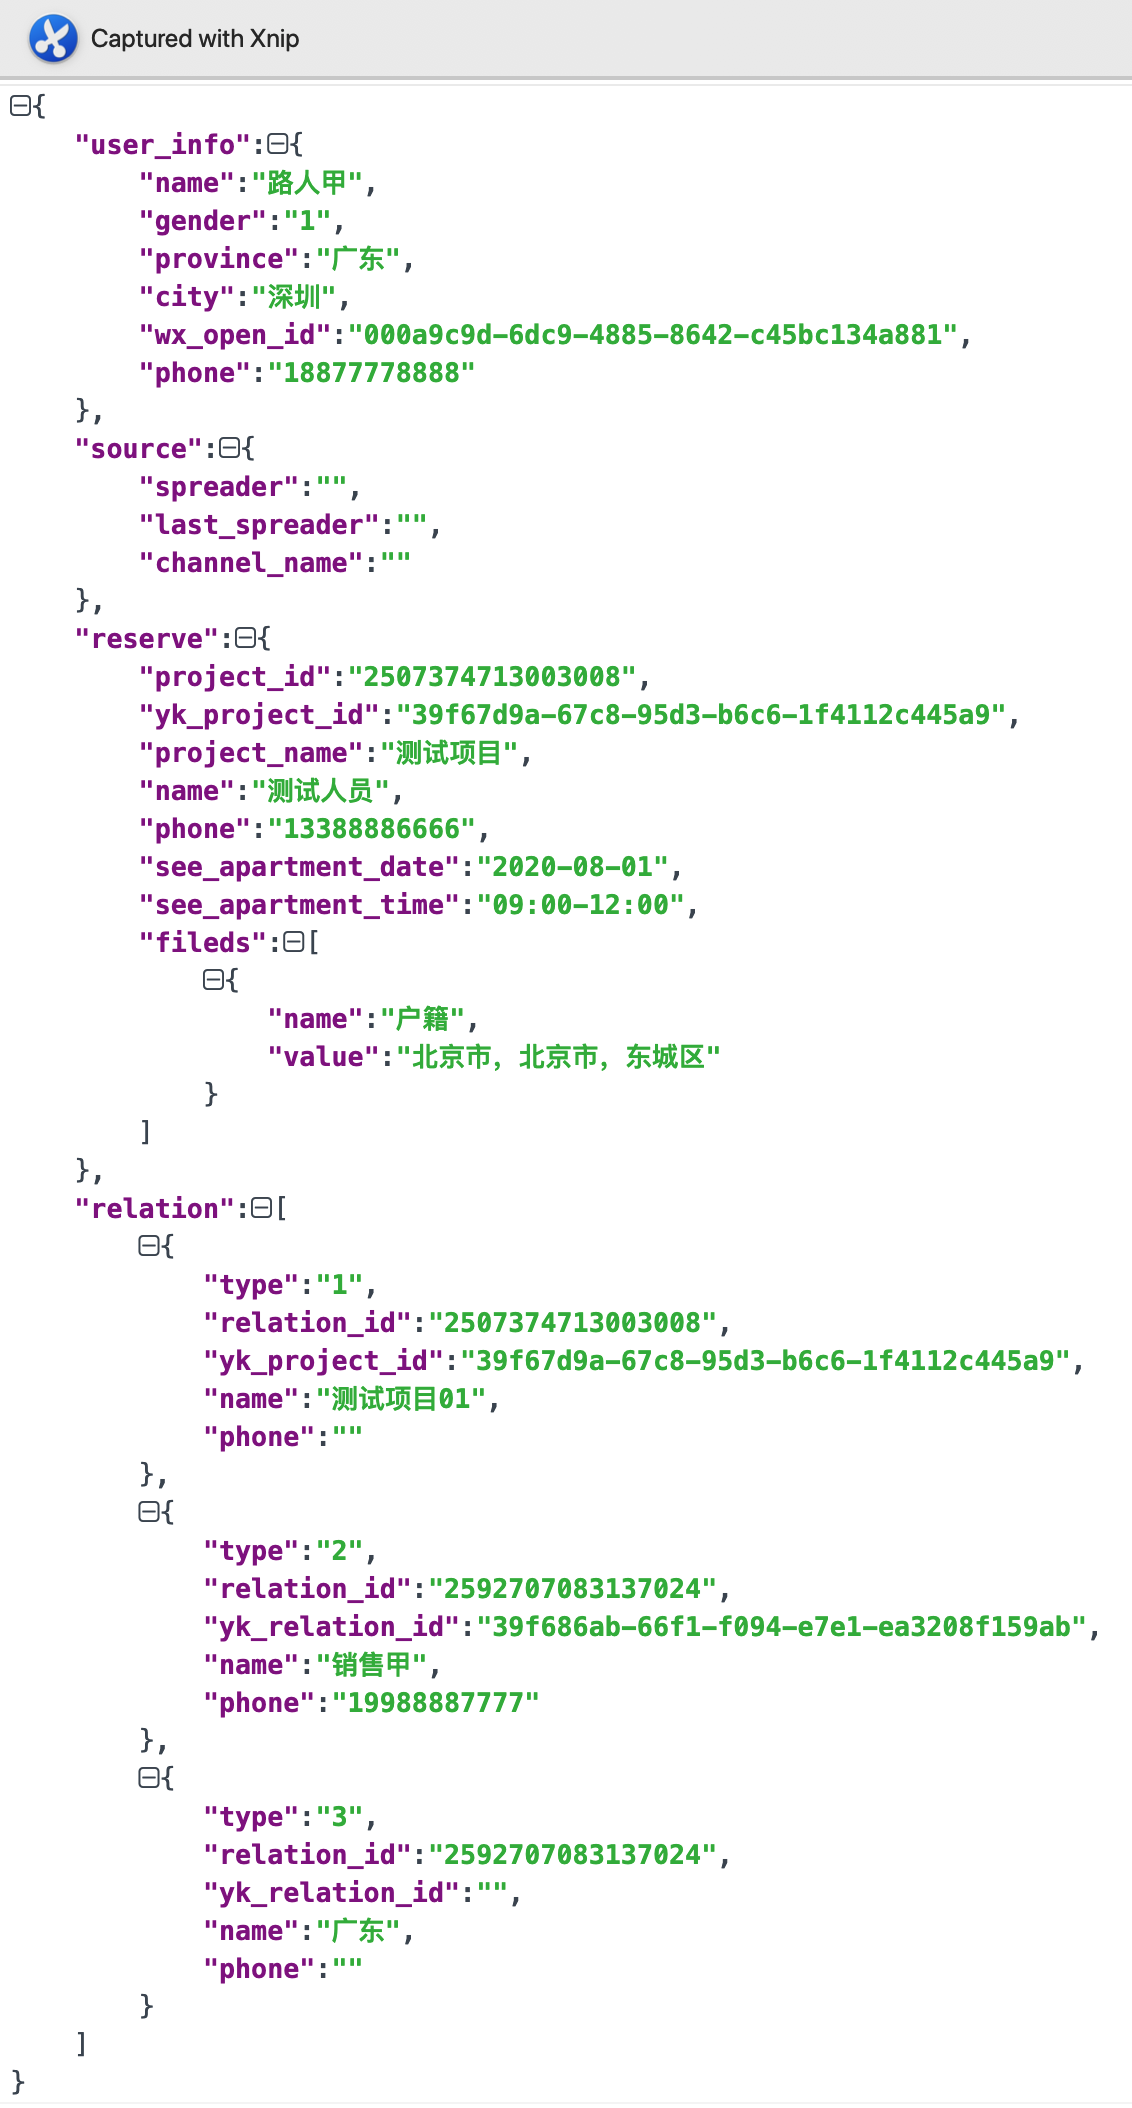 Captured with Xnip
{
"user_info":{
"name":"路人甲",
"gender":"1",
"province":"广东",
"city":"深圳",
"wx_open_id":"000a9c9d-6dc9-4885-8642-c45bc134a881",
"phone":"18877778888"
},
"source":{
"spreader":"",
"last_spreader":"",
"channel_name":""
},
"reserve":{
"project_id":"2507374713003008",
"yk_project_id":"39f67d9a-67c8-95d3-b6c6-1f4112c445a9",
"project_name":"测试项目",
"name":"测试人员",
"phone":"13388886666",
"see_apartment_date":"2020-08-01",
"see_apartment_time":"09:00-12:00",
"fileds":[
{
"name":"户籍",
"value":"北京市，北京市，东城区"
}
]
},
"relation":[
{
"type":"1",
"relation_id":"2507374713003008",
"yk_project_id":"39f67d9a-67c8-95d3-b6c6-1f4112c445a9",
"name":"测试项目01",
"phone":""
},
{
"type":"2",
"relation_id":"2592707083137024",
"yk_relation_id":"39f686ab-66f1-f094-e7e1-ea3208f159ab",
"name":"销售甲",
"phone":"19988887777"
},
{
"type":"3",
"relation_id":"2592707083137024",
"yk_relation_id":"",
"name":"广东",
"phone":""
}
]
}